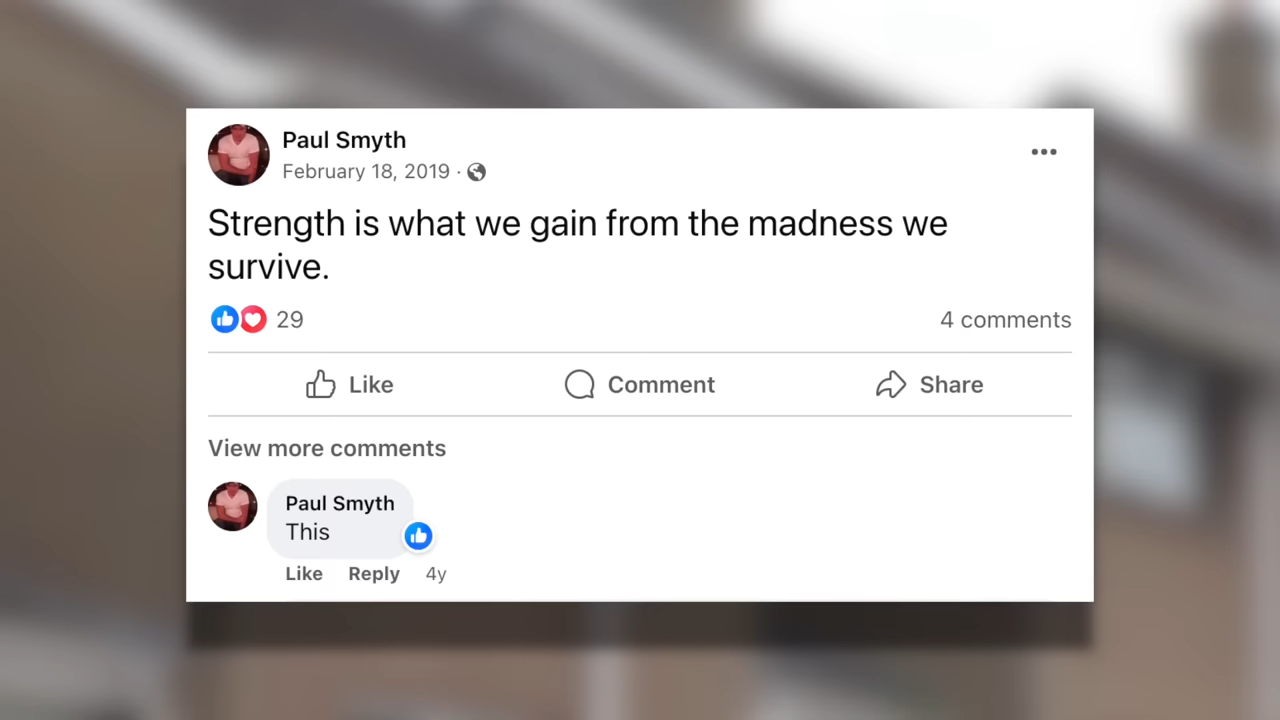 Paul Smyth
February 18, 2019 ·
Strength is what we gain from the madness we
survive.
29
4 comments
Like
Comment
Share
View more comments
Paul Smyth
This
Like Reply 4y